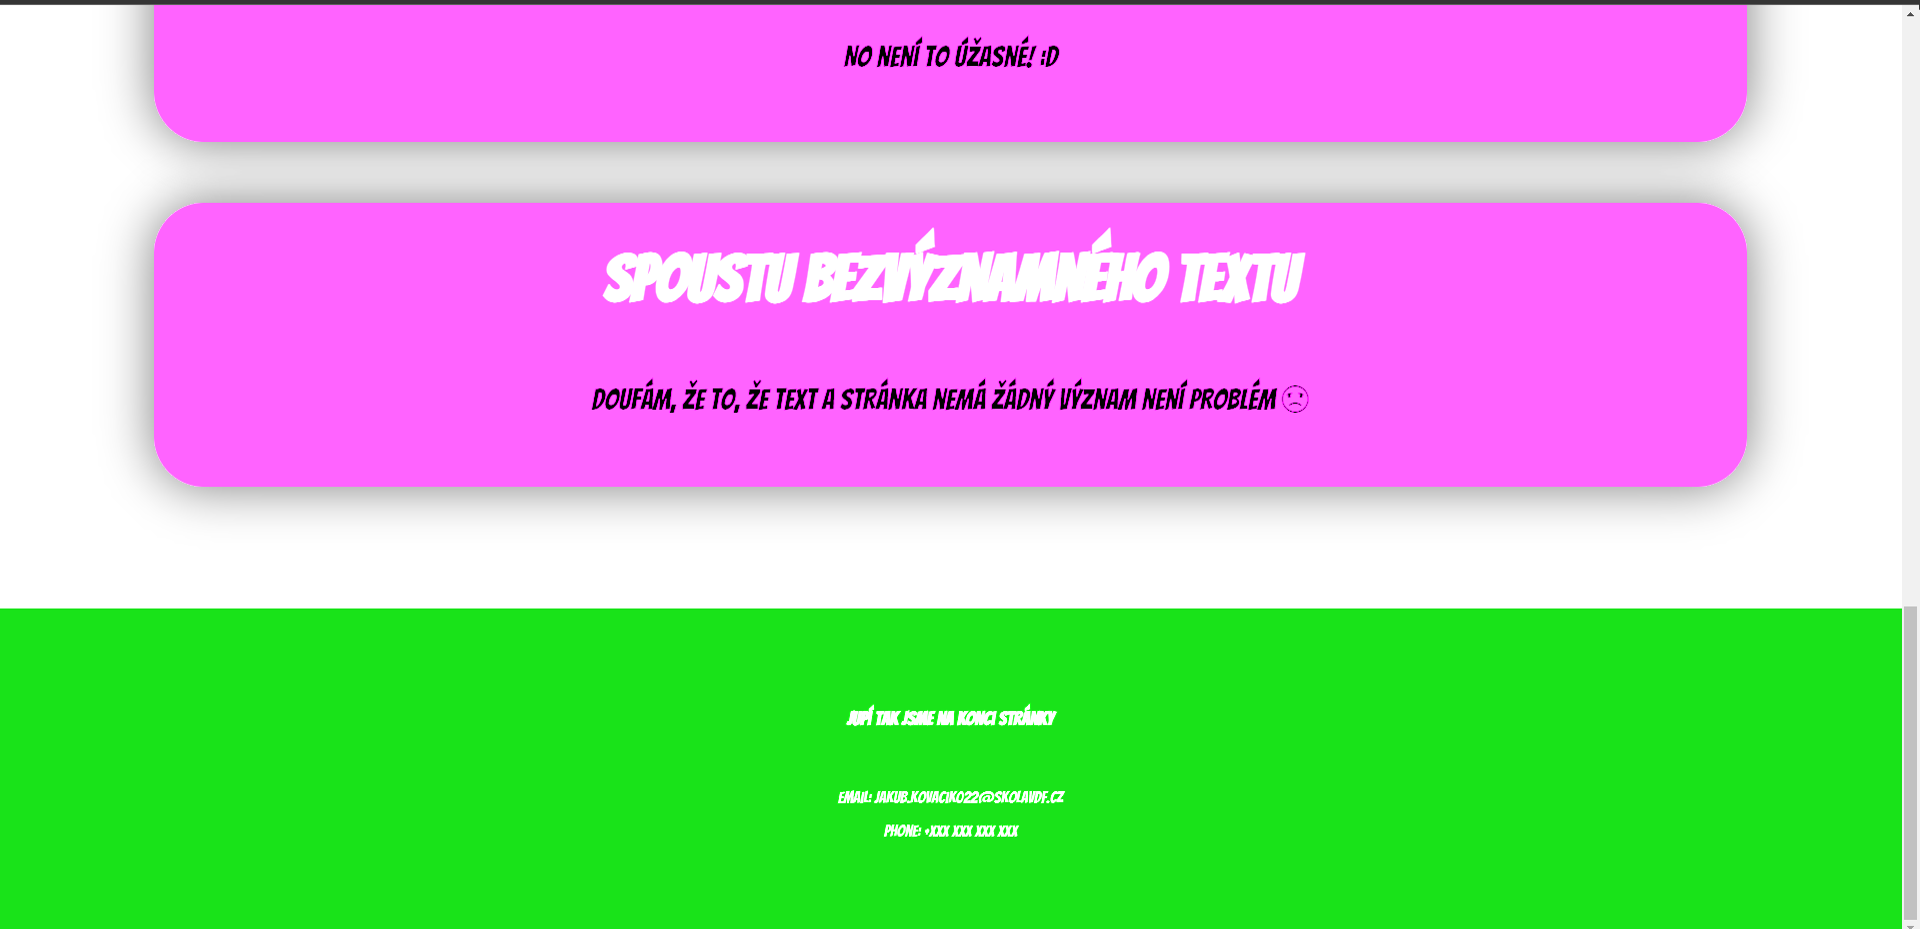 NO NENÍ TO ÚŽASNÉ! :D
SPOUSTU BEZVÝZNAMNÉHO TEXTU
DOUFÁM, ŽE TO, ŽE TEXT A STRÁNKA NEMÁ ŽÁDNÝ VÝZNAM NENÍ PROBLÉM ☹
JUPÍ TAK JSME NA KONCI STRÁNKY
EMAIL: JAKUB.KOVACIK022@SKOLAVDF.CZ
PHONE: +XXX XXX XXX XXX